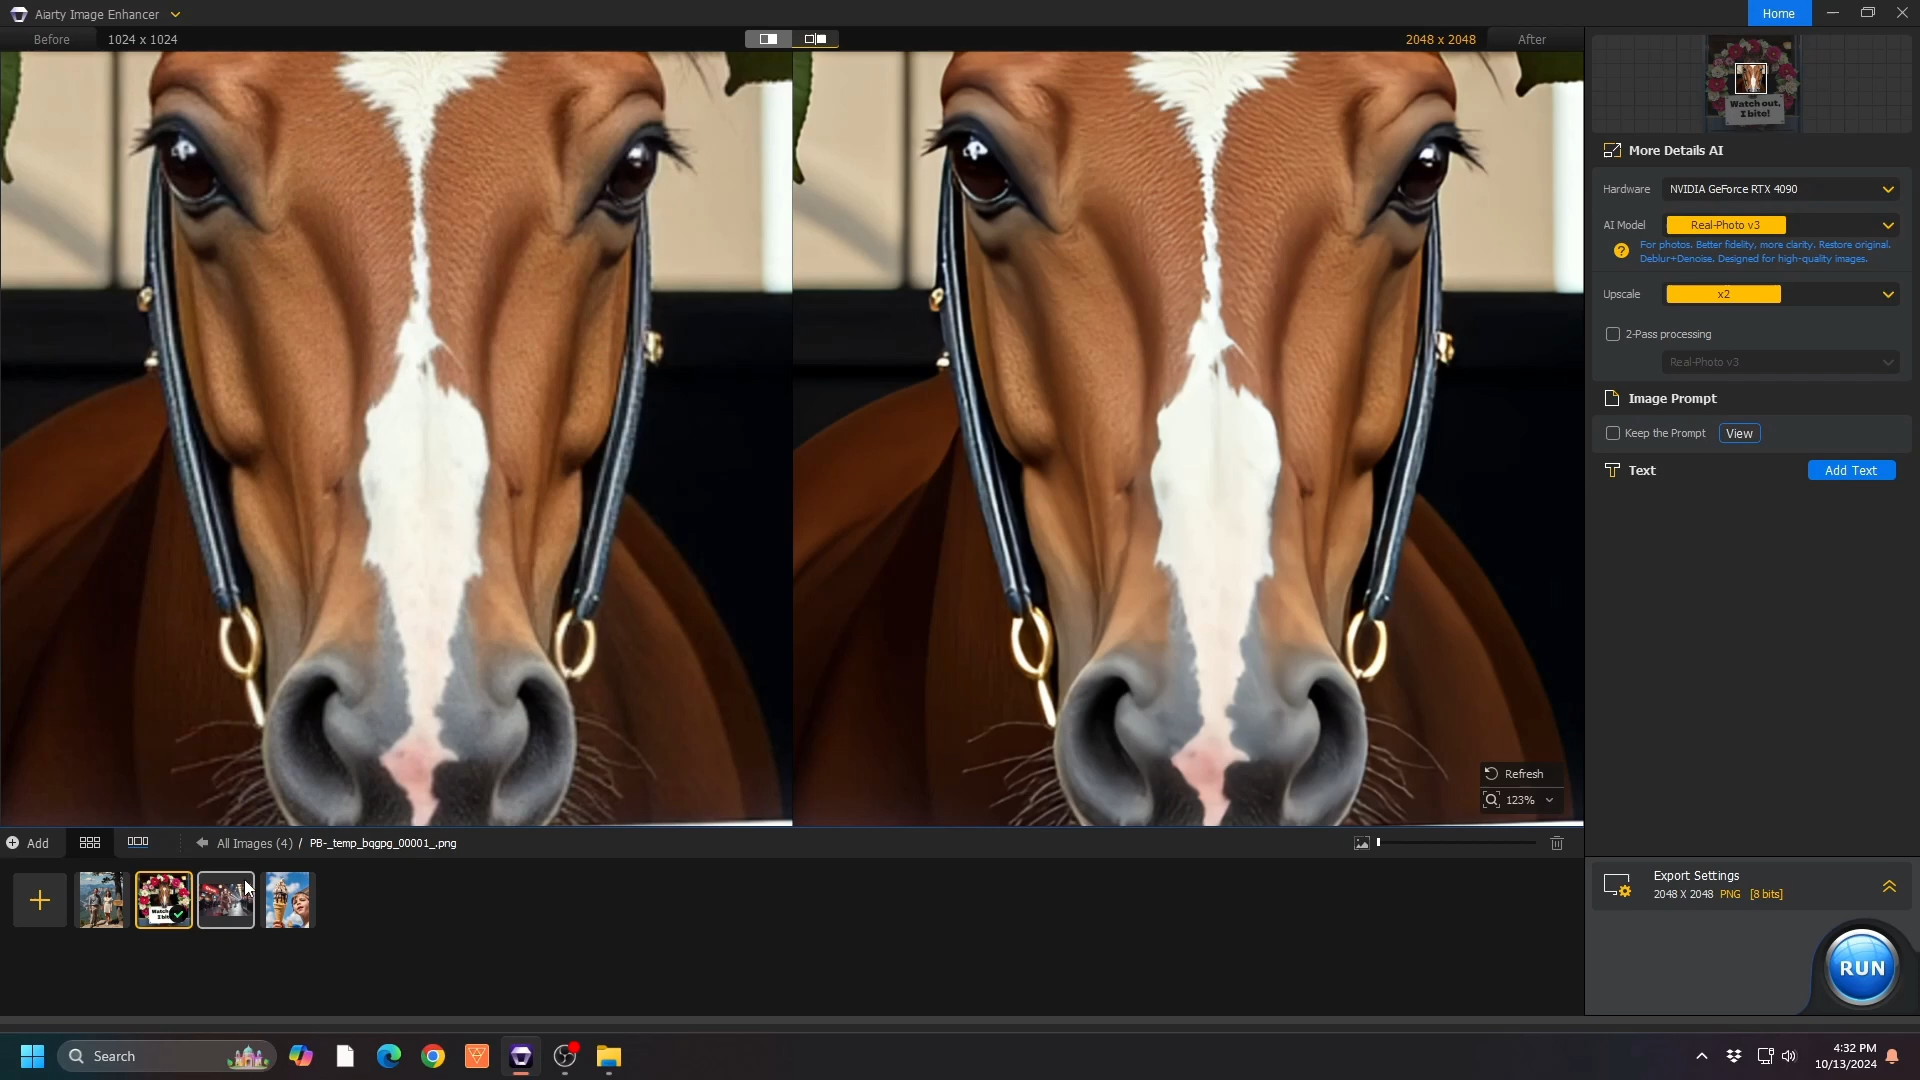 Aiarty Image Enhancer
Home
Before
1024 x 1024
2048 x 2048
After
Watch out,
I bite!
More Details AI
Hardware
NVIDIA GeForce RTX 4090
AI Model
Real-Photo v3
?
For photos. Better fidelity, more clarity. Restore original.
Deblur+Denoise. Designed for high-quality images.
Upscale
x2
2-Pass processing
Real-Photo v3
Image Prompt
Keep the Prompt
View
Text
Add Text
Refresh
123%
Add
All Images (4) / PB-_temp_bqgpg_00001_.png
Export Settings
2048 X 2048 PNG [8 bits]
RUN
Search
4:32 PM
10/13/2024